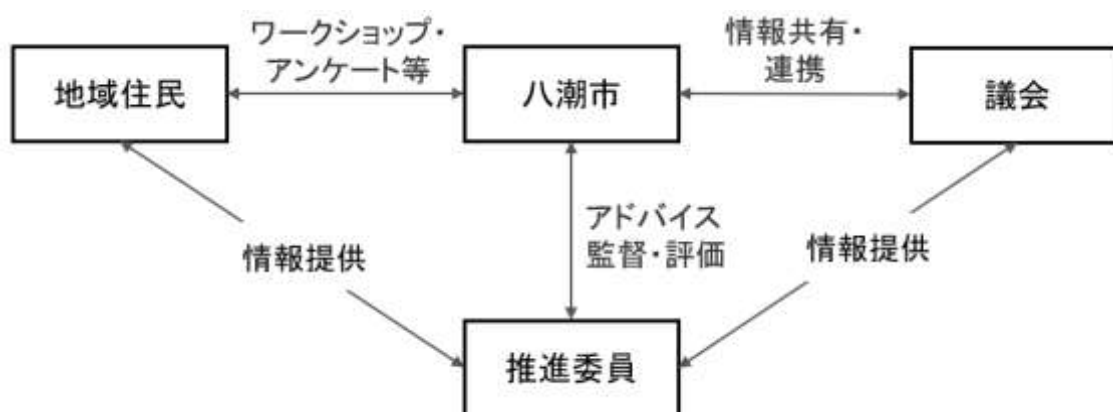 ワークショップ・
アンケート等
情報共有・
連携
地域住民
八潮市
議会
アドバイス
監督・評価
情報提供
情報提供
推進委員